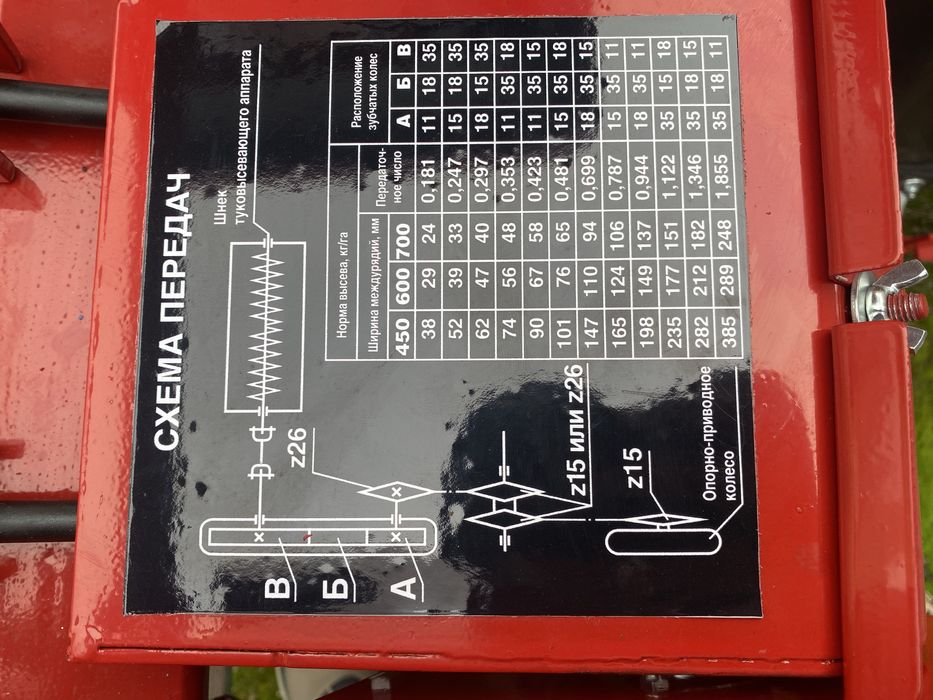 СХЕМА ПЕРЕДАЧ
Шнек
туковысевающего аппарата
z26
В
Б
А
z15 или z26
z15
Опорно-приводное
колесо
Норма высева, кг/га
Ширина междурядий, мм
Передаточ-
ное число
Расположение
зубчатых колес
450 600 700 А Б В
38 29 24 0,181 11 18 35
52 39 33 0,247 15 18 35
62 47 40 0,297 18 15 35
74 56 48 0,353 11 35 18
90 67 58 0,423 11 35 15
101 76 65 0,481 15 35 18
147 110 94 0,699 18 35 15
165 124 106 0,787 15 35 11
198 149 137 0,944 18 35 11
235 177 151 1,122 35 15 18
282 212 182 1,346 35 18 15
385 289 248 1,855 35 18 11